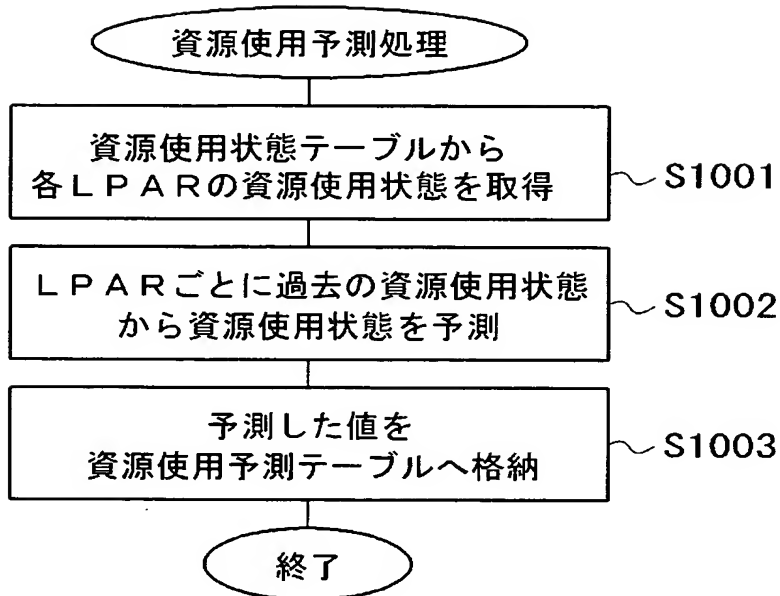 資源使用予測処理
資源使用状態テーブルから
各LPARの資源使用状態を取得
S1001
LPARごとに過去の資源使用状態
から資源使用状態を予測
S1002
予測した値を
資源使用予測テーブルへ格納
S1003
終了